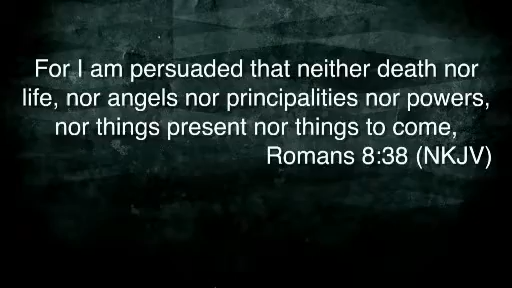 For I am persuaded that neither death nor
life, nor angels nor principalities nor powers,
nor things present nor things to come,
Romans 8:38 (NKJV)